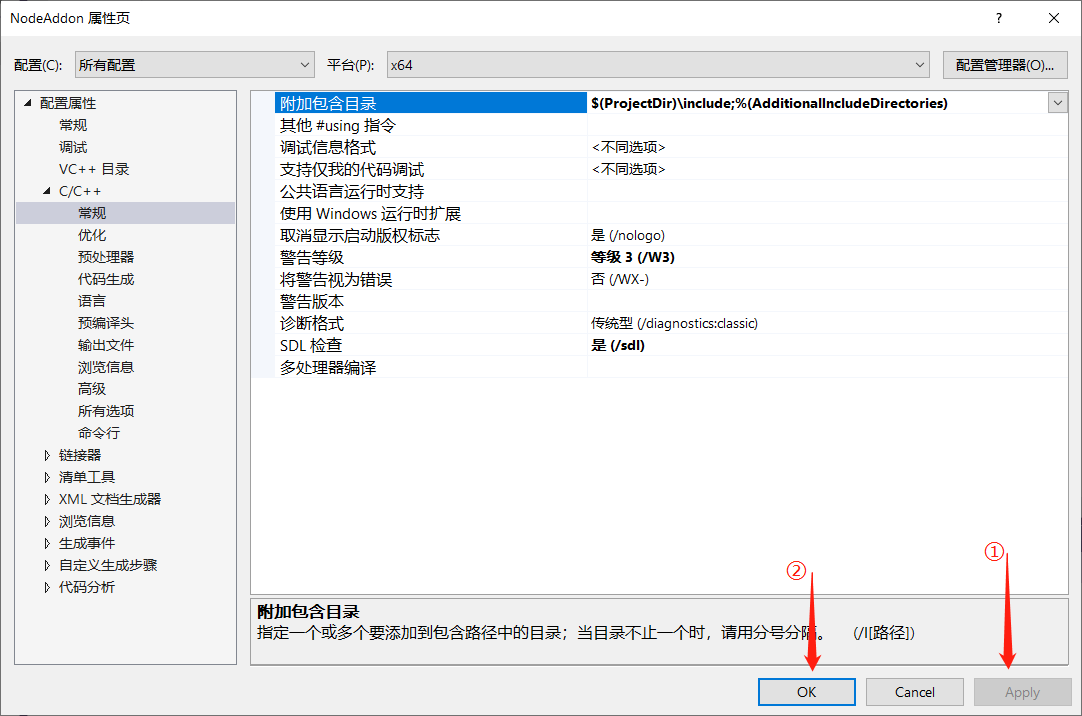 NodeAddon 属性页
?
配置(C): 所有配置 平台(P): x64 配置管理器(O)...
配置属性
常规
调试
VC++ 目录
C/C++
常规
优化
预处理器
代码生成
语言
预编译头
输出文件
浏览信息
高级
所有选项
命令行
链接器
清单工具
XML 文档生成器
浏览信息
生成事件
自定义生成步骤
代码分析
附加包含目录 $(ProjectDir)\include;%(AdditionalIncludeDirectories)
其他 #using 指令
调试信息格式 <不同选项>
支持仅我的代码调试 <不同选项>
公共语言运行时支持
使用 Windows 运行时扩展
取消显示启动版权标志 是 (/nologo)
警告等级 等级 3 (/W3)
将警告视为错误 否 (/WX-)
警告版本
诊断格式 传统型 (/diagnostics:classic)
SDL 检查 是 (/sdl)
多处理器编译
①
②
附加包含目录
指定一个或多个要添加到包含路径中的目录；当目录不止一个时，请用分号分隔。 (/I[路径])
OK Cancel Apply